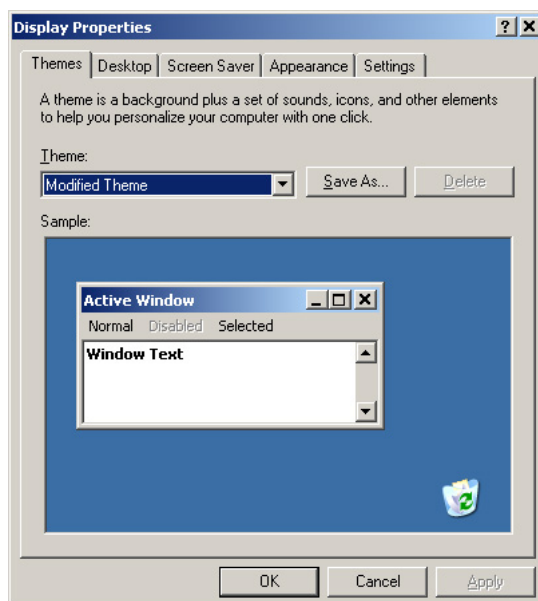 Display Properties
Themes Desktop Screen Saver Appearance Settings
A theme is a background plus a set of sounds, icons, and other elements
to help you personalize your computer with one click.
Theme:
Modified Theme Save As... Delete
Sample:
Active Window
Normal Disabled Selected
Window Text
OK Cancel Apply